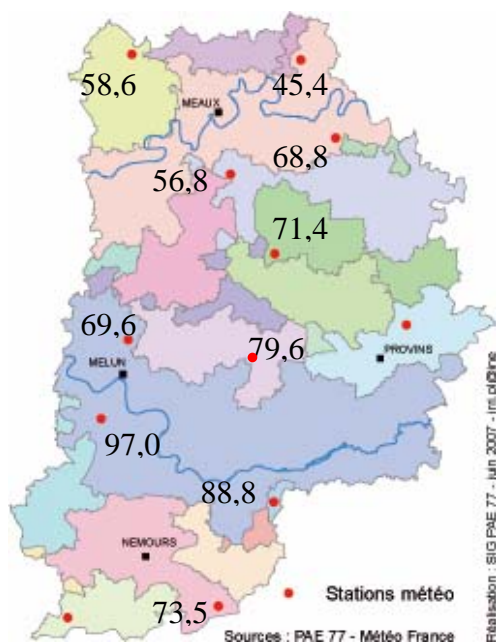 58,6
45,4
MEAUX
68,8
56,8
71,4
69,6
79,6
PROVINS
MELUN
97,0
88,8
NEMOURS
Stations météo
73,5
Sources : PAE 77 - Météo France
Réalisation : SIG PAE 77 - juin 2007 -